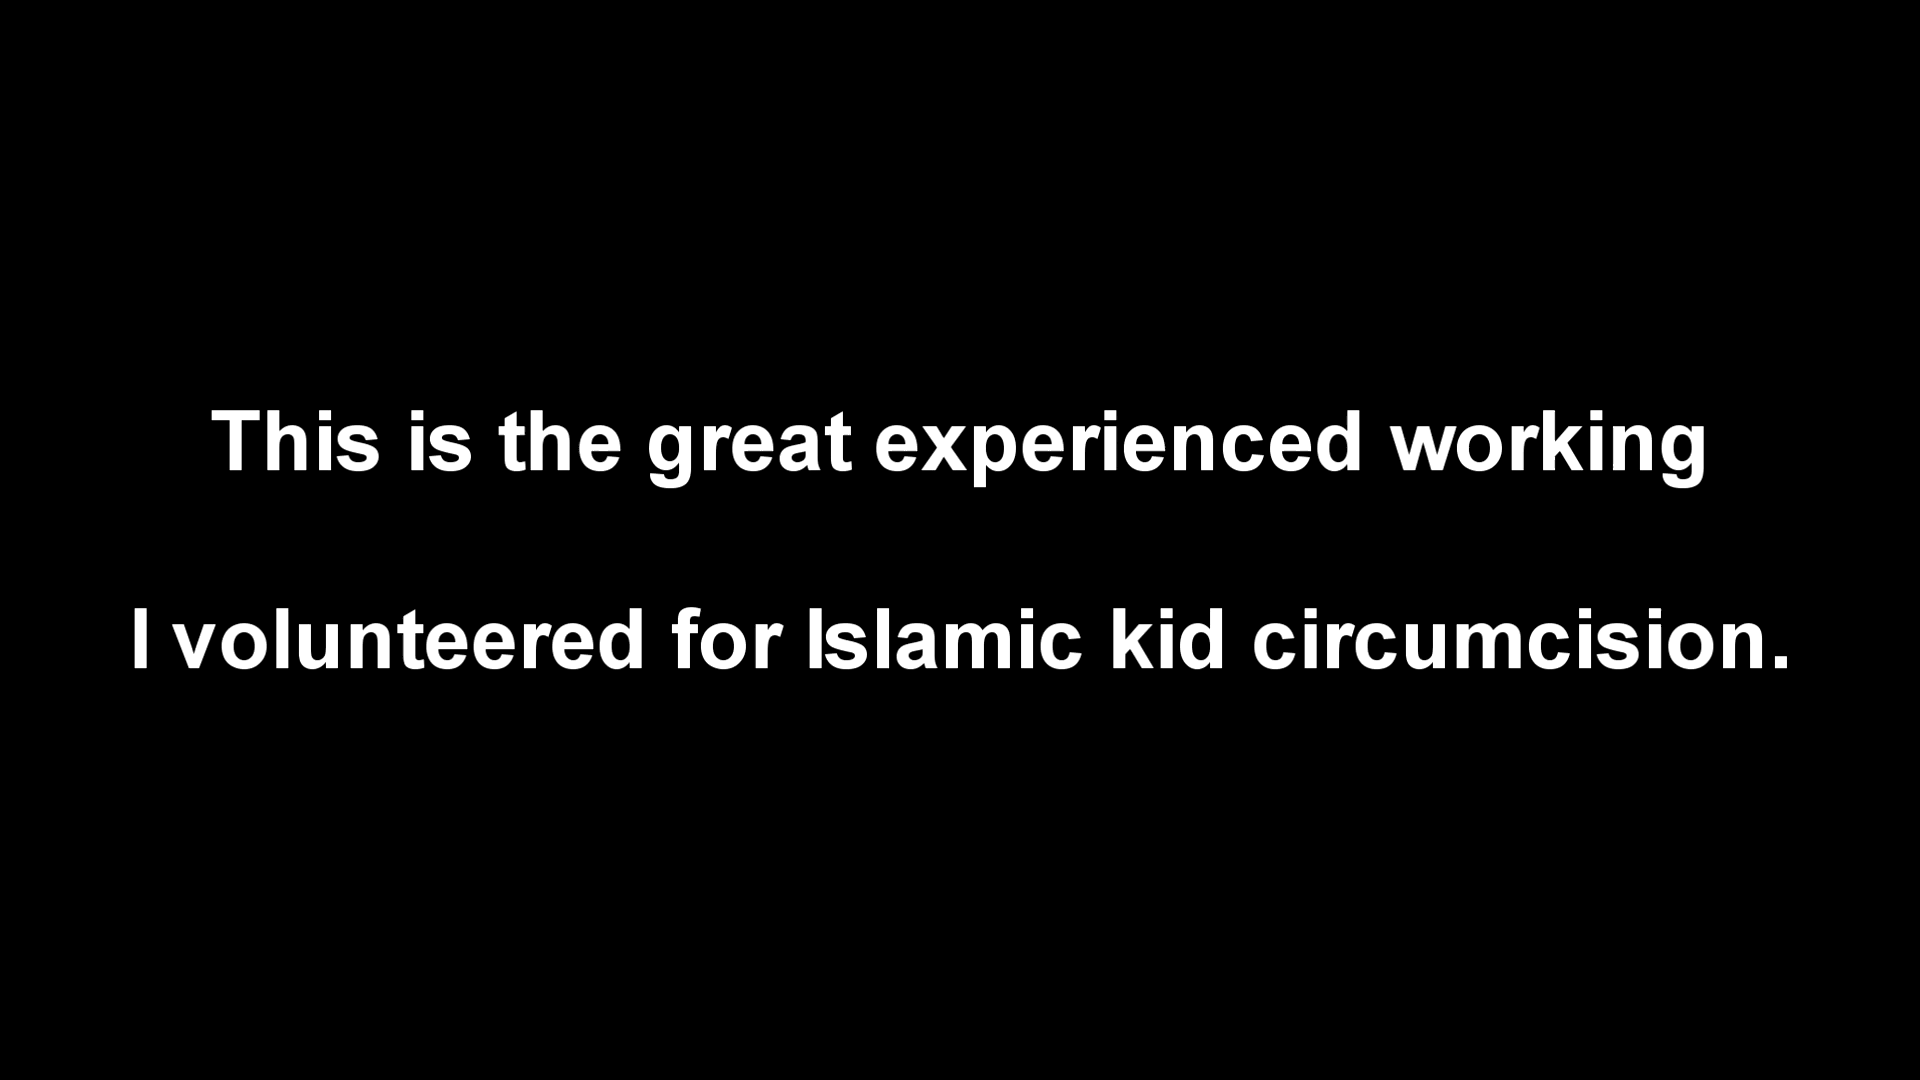 This is the great experienced working
I volunteered for Islamic kid circumcision.